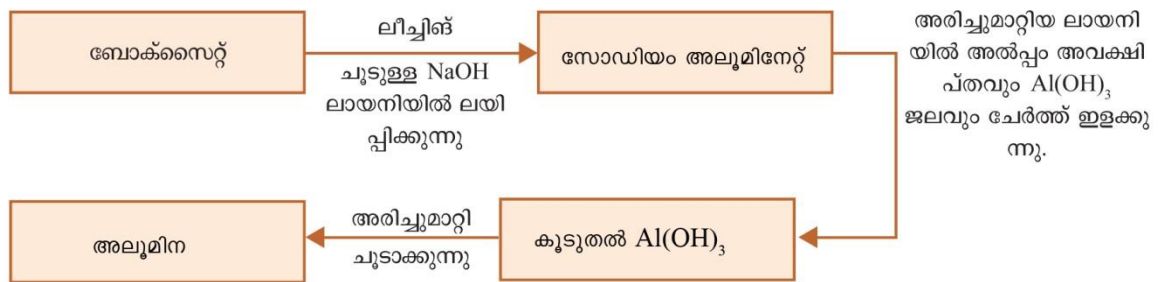 ബോക്സൈറ്റ്
ലീച്ചിങ്
ചൂടുള്ള NaOH
ലായനിയിൽ ലയി
പ്പിക്കുന്നു
സോഡിയം അലൂമിനേറ്റ്
അരിച്ചുമാറ്റിയ ലായനി
യിൽ അൽപ്പം അവക്ഷി
പ്തവും Al(OH)₃
ജലവും ചേർത്ത് ഇളക്കു
ന്നു.
കൂടുതൽ Al(OH)₃
അരിച്ചുമാറ്റി
ചൂടാക്കുന്നു
അലൂമിന